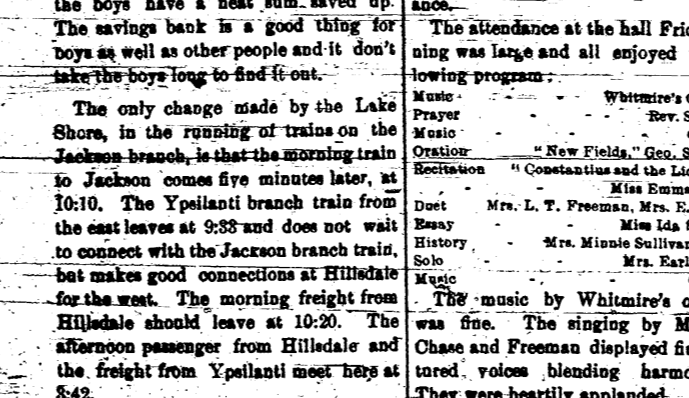 the boys have a neat sum saved up.
The savings bank is a good thing for
boys as well as other people and it don't
take the boys long to find it out.
The only change made by the Lake
Shore, in the running of trains on the
Jackson branch, is that the morning train
to Jackson comes five minutes later, at
10:10. The Ypsilanti branch train from
the east leaves at 9:38 and does not wait
to connect with the Jackson branch train,
but makes good connections at Hillsdale
for the west. The morning freight from
Hillsdale should leave at 10:20. The
afternoon passenger from Hillsdale and
the freight from Ypsilanti meet here at
ance.
The attendance at the hall Fri
ning was large and all enjoyed
lowing program:
Music - - - Whitmire's
Prayer - - Rev. S
Music - -
Oration "New Fields," Geo. S
Recitation "Constantius and the
Miss Emma
Duet Mrs. L. T. Freeman, Mrs. E.
Essay - Miss Ida
History - Mrs. Minnie Sullivan
Solo - - Mrs. Earl
Music - -
The music by Whitmire's
was fine. The singing by M
Chase and Freeman displayed
tured voices blending harmo
They were heartily applauded